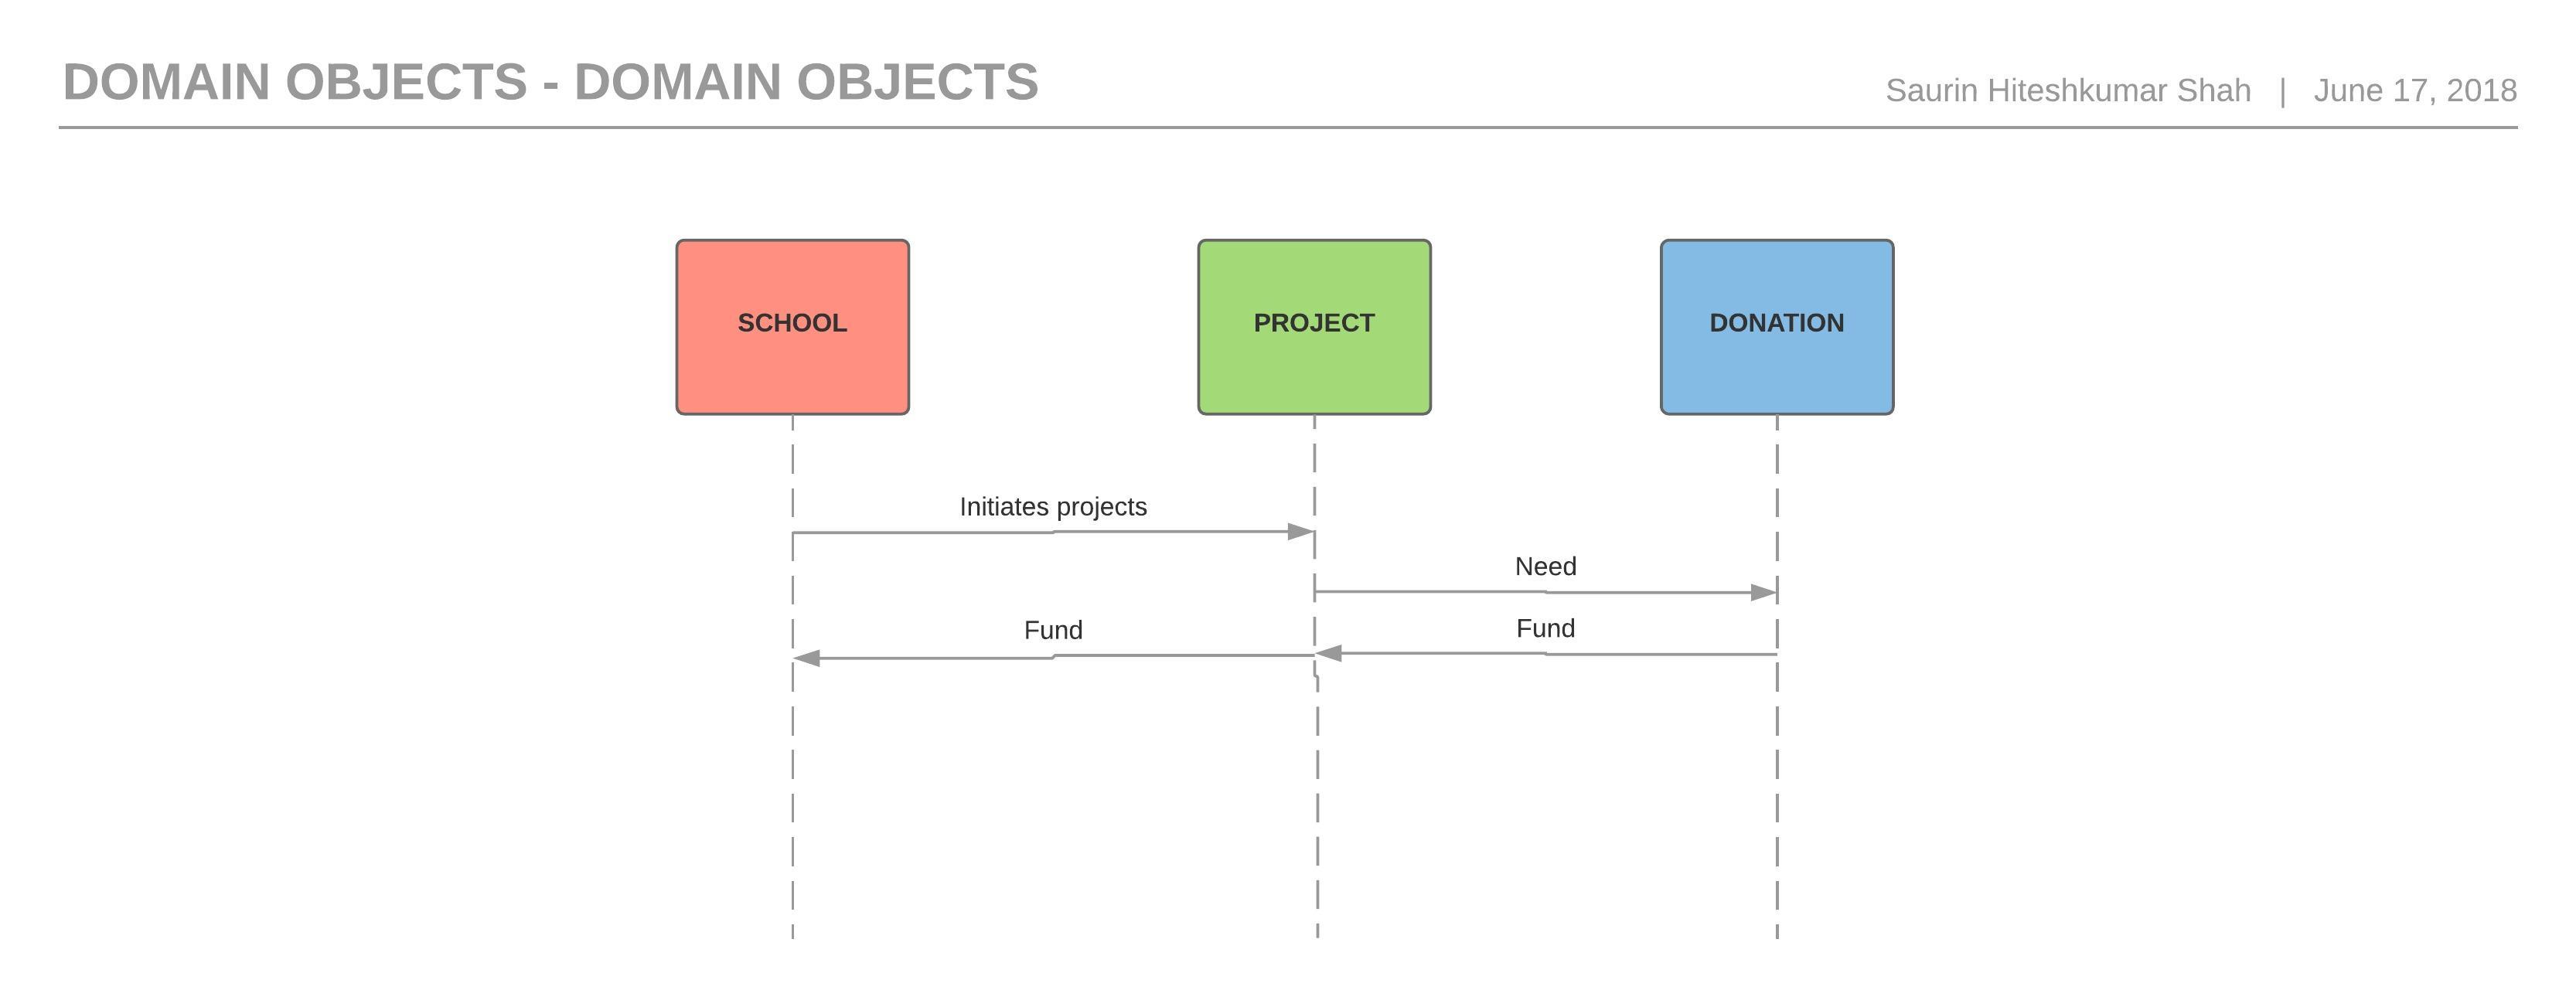 DOMAIN OBJECTS - DOMAIN OBJECTS
Saurin Hiteshkumar Shah | June 17, 2018
SCHOOL
PROJECT
DONATION
Initiates projects
Need
Fund
Fund